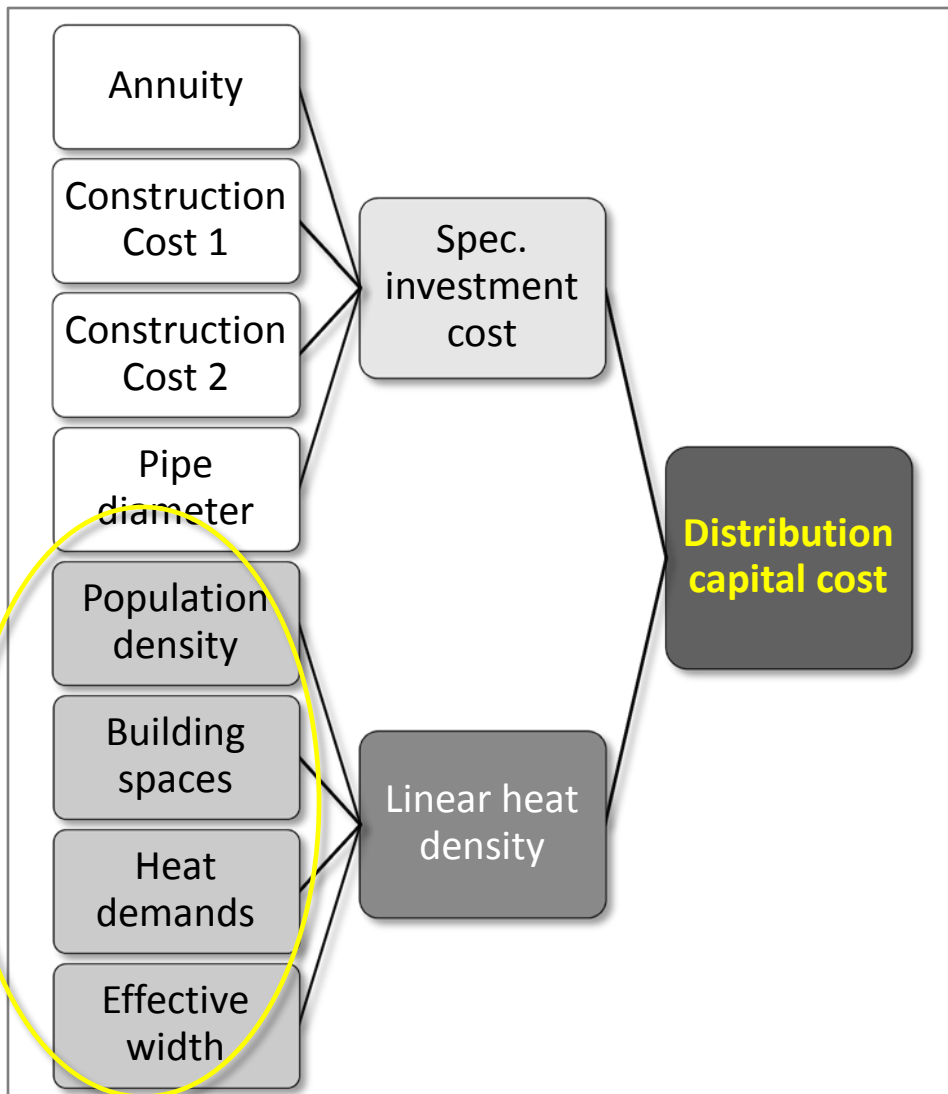 Annuity
Construction
Cost 1
Construction
Cost 2
Pipe
diameter
Population
density
Building
spaces
Heat
demands
Effective
width
Spec.
investment
cost
Linear heat
density
Distribution
capital cost